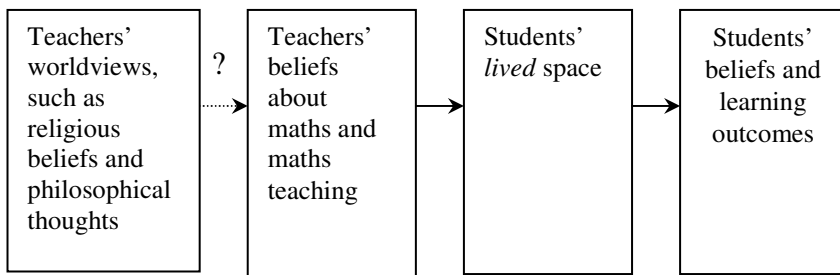 Teachers’
worldviews,
such as
religious
beliefs and
philosophical
thoughts
?
Teachers’
beliefs
about
maths and
maths
teaching
Students’
lived space
Students’
beliefs and
learning
outcomes